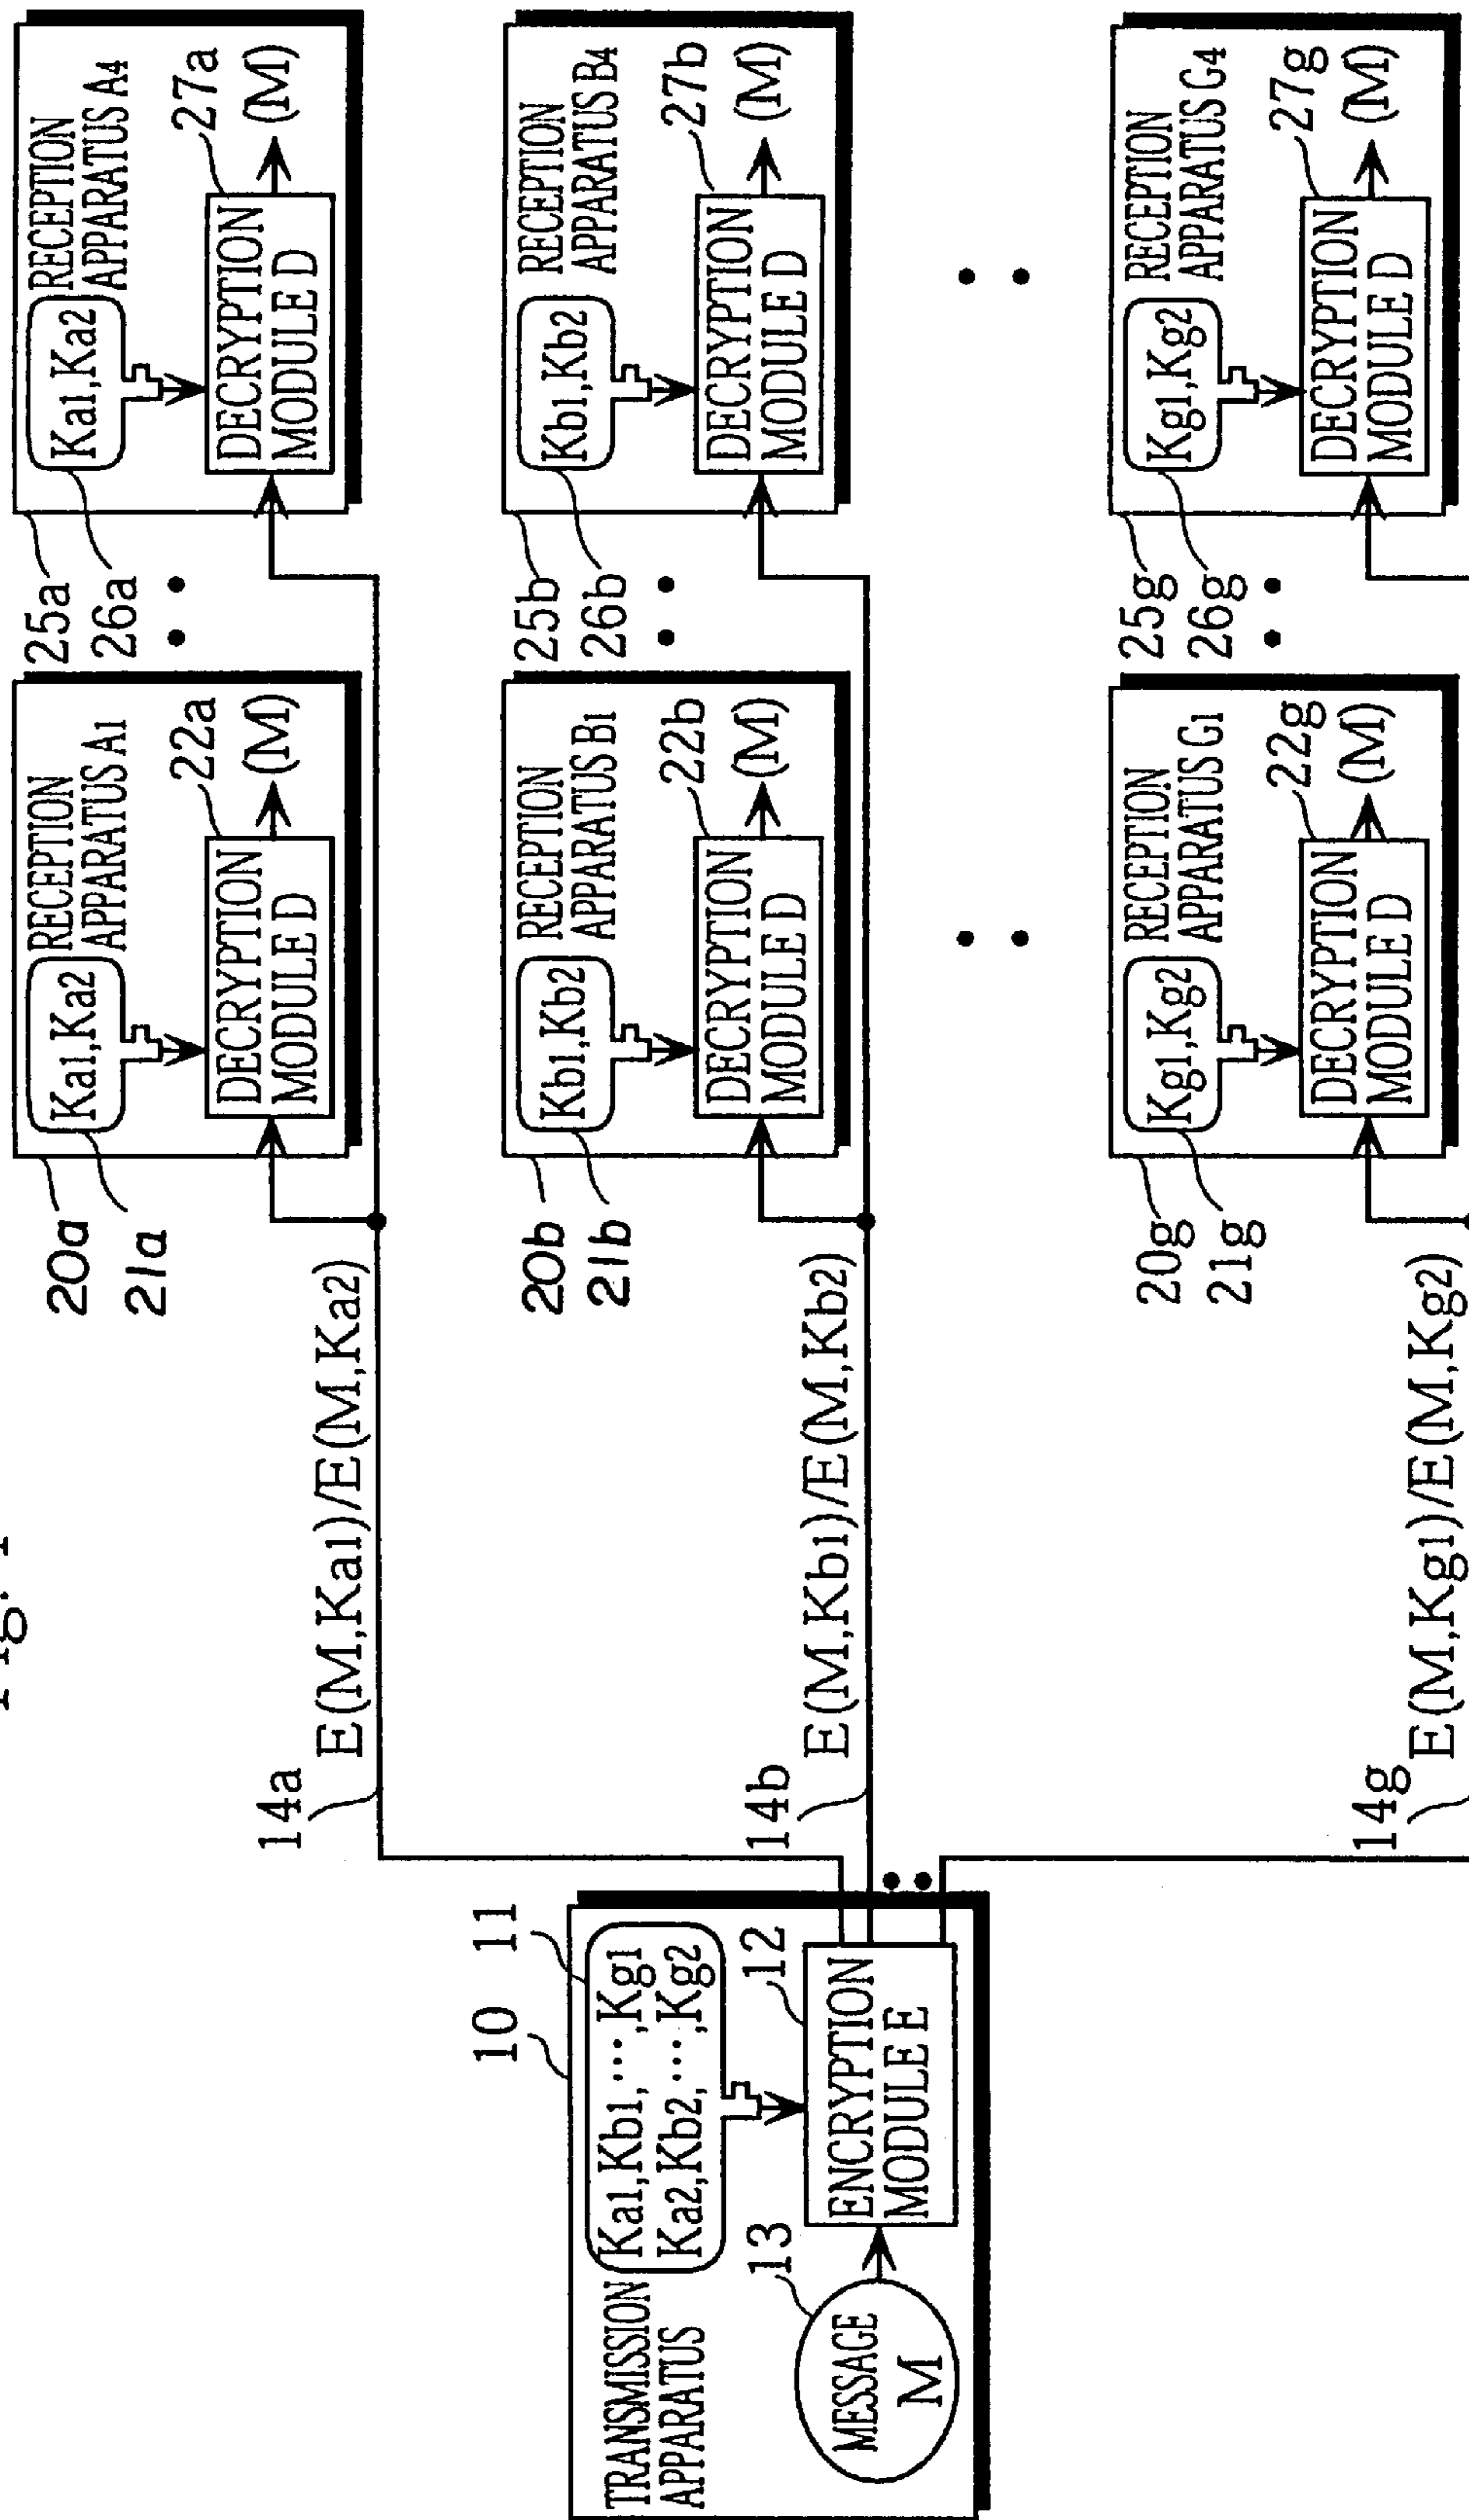 Fig. 1
TRANSMISSION
APPARATUS
10
11
Ka1,Kb1,···,Kg1
Ka2,Kb2,···,Kg2
12
ENCRYPTION
MODULE E
13
MESSAGE
M
14a
E(M,Ka1)/E(M,Ka2)
14b
E(M,Kb1)/E(M,Kb2)
14g
E(M,Kg1)/E(M,Kg2)
20a
21a
Ka1,Ka2
RECEPTION
APPARATUS A1
22a
DECRYPTION
MODULE D
(M)
25a
26a
Ka1,Ka2
RECEPTION
APPARATUS A4
27a
DECRYPTION
MODULE D
(M)
20b
21b
Kb1,Kb2
RECEPTION
APPARATUS B1
22b
DECRYPTION
MODULE D
(M)
25b
26b
Kb1,Kb2
RECEPTION
APPARATUS B4
27b
DECRYPTION
MODULE D
(M)
20g
21g
Kg1,Kg2
RECEPTION
APPARATUS G1
22g
DECRYPTION
MODULE D
(M)
25g
26g
Kg1,Kg2
RECEPTION
APPARATUS G4
27g
DECRYPTION
MODULE D
(M)